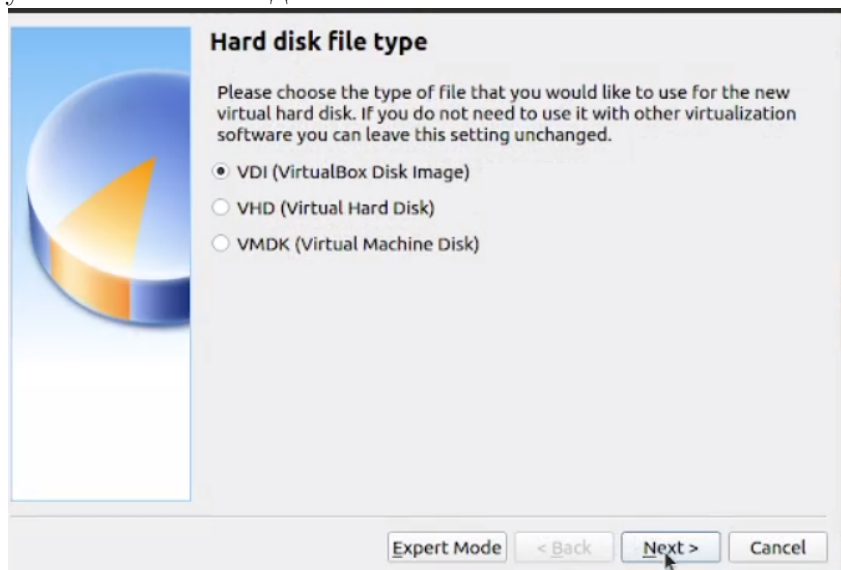 Hard disk file type
Please choose the type of file that you would like to use for the new
virtual hard disk. If you do not need to use it with other virtualization
software you can leave this setting unchanged.
VDI (VirtualBox Disk Image)
VHD (Virtual Hard Disk)
VMDK (Virtual Machine Disk)
Expert Mode
< Back
Next >
Cancel